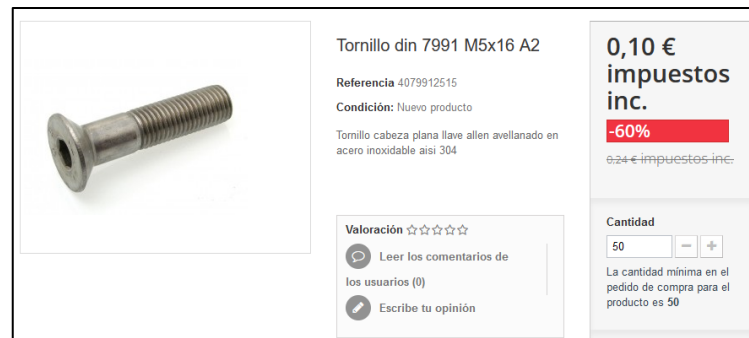 Tornillo din 7991 M5x16 A2
Referencia 4079912515
Condición: Nuevo producto
Tornillo cabeza plana llave allen avellanado en
acero inoxidable aisi 304
Valoración
Leer los comentarios de
los usuarios (0)
Escribe tu opinión
0,10 €
impuestos
inc.
-60%
0,24 € impuestos inc.
Cantidad
50
La cantidad mínima en el
pedido de compra para el
producto es 50